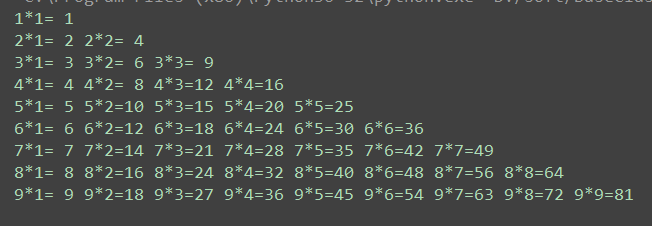 1*1= 1
2*1= 2 2*2= 4
3*1= 3 3*2= 6 3*3= 9
4*1= 4 4*2= 8 4*3=12 4*4=16
5*1= 5 5*2=10 5*3=15 5*4=20 5*5=25
6*1= 6 6*2=12 6*3=18 6*4=24 6*5=30 6*6=36
7*1= 7 7*2=14 7*3=21 7*4=28 7*5=35 7*6=42 7*7=49
8*1= 8 8*2=16 8*3=24 8*4=32 8*5=40 8*6=48 8*7=56 8*8=64
9*1= 9 9*2=18 9*3=27 9*4=36 9*5=45 9*6=54 9*7=63 9*8=72 9*9=81